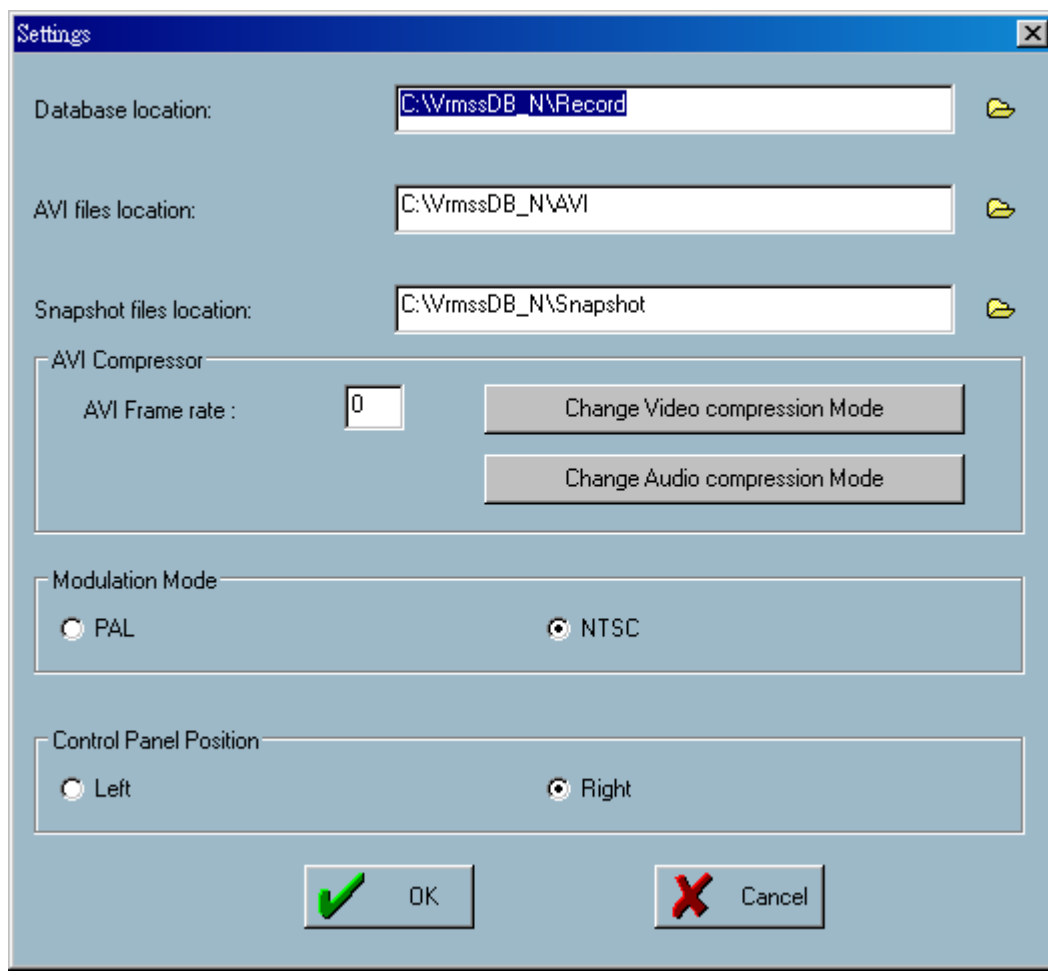 Settings
Database location: C:\VrmssDB_N\Record
AVI files location: C:\VrmssDB_N\AVI
Snapshot files location: C:\VrmssDB_N\Snapshot
AVI Compressor
AVI Frame rate : 0 Change Video compression Mode
Change Audio compression Mode
Modulation Mode
PAL NTSC
Control Panel Position
Left Right
OK Cancel